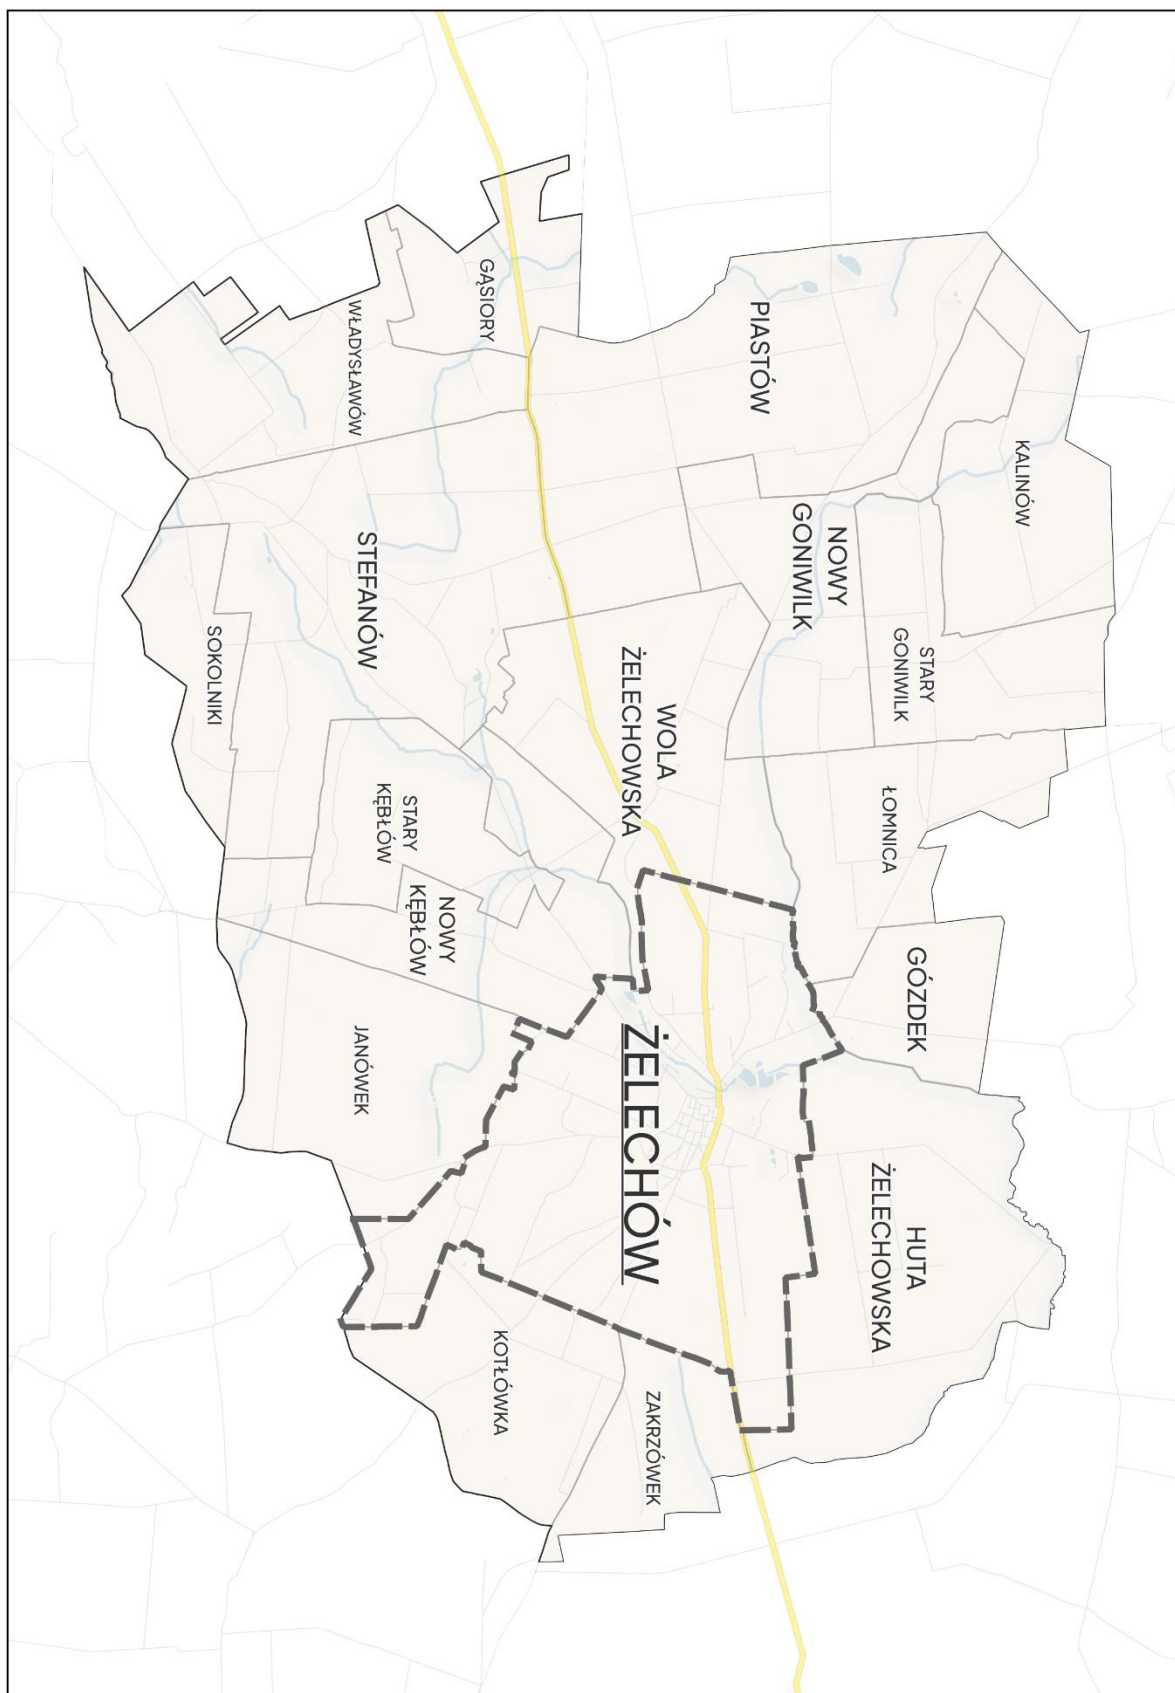 KALINÓW
STARY
GONIWILK
GÓZDEK
HUTA
ŻELECHOWSKA
ŁOMNICA
NOWY
GONIWILK
PIASTÓW
WOLA
ŻELECHOWSKA
ŻELECHÓW
ZAKRZÓWEK
GĄSIORY
KOTŁÓWKA
NOWY
KĘBŁÓW
STARY
KĘBŁÓW
WŁADYSŁAWÓW
STEFANÓW
JANÓWEK
SOKOLNIKI